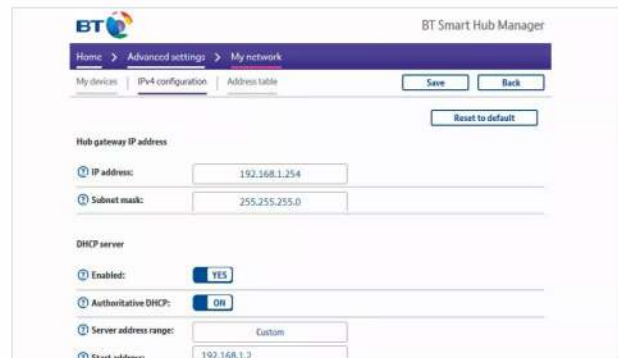 BT
BT Smart Hub Manager
Home > Advanced settings > My network
My devices | IPv4 configuration | Address table
Save
Back
Reset to default
Hub gateway IP address
? IP address: 192.168.1.254
? Subnet mask: 255.255.255.0
DHCP server
? Enabled: YES
? Authoritative DHCP: ON
? Server address range: Custom
? Start address: 192.168.1.2